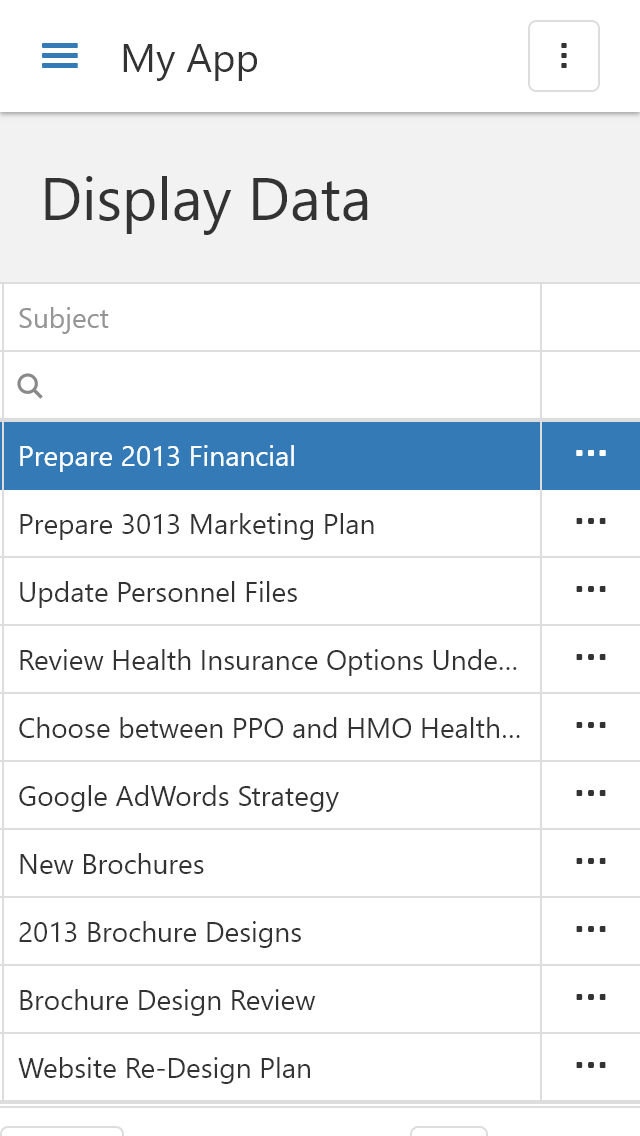 My App
Display Data
Subject
Prepare 2013 Financial
Prepare 3013 Marketing Plan
Update Personnel Files
Review Health Insurance Options Unde...
Choose between PPO and HMO Health...
Google AdWords Strategy
New Brochures
2013 Brochure Designs
Brochure Design Review
Website Re-Design Plan